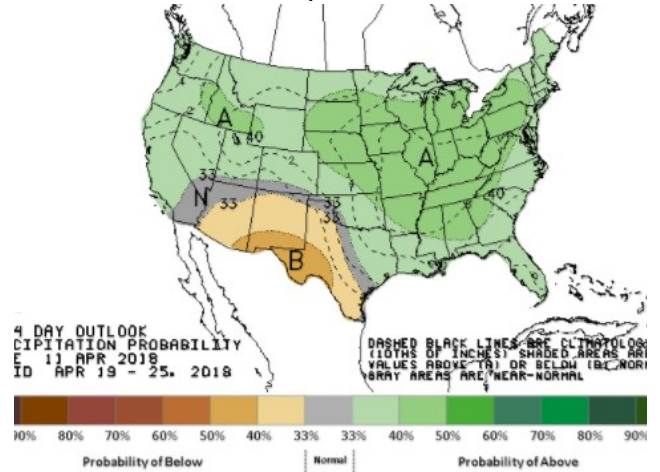 A
40
A
2
33
N
33
33
33
40
B
4 DAY OUTLOOK
CIPITATION PROBABILITY
E 11 APR 2018
ID APR 19 - 25, 2018
DASHED BLACK LINES ARE CLIMATOLOG
(10THS OF INCHES) SHADED AREAS ARE
VALUES ABOVE (A) OR BELOW (B) NORM
GRAY AREAS ARE NEAR-NORMAL
90% 80% 70% 60% 50% 40% 33% 33% 40% 50% 60% 70% 80% 90%
Probability of Below Normal Probability of Above